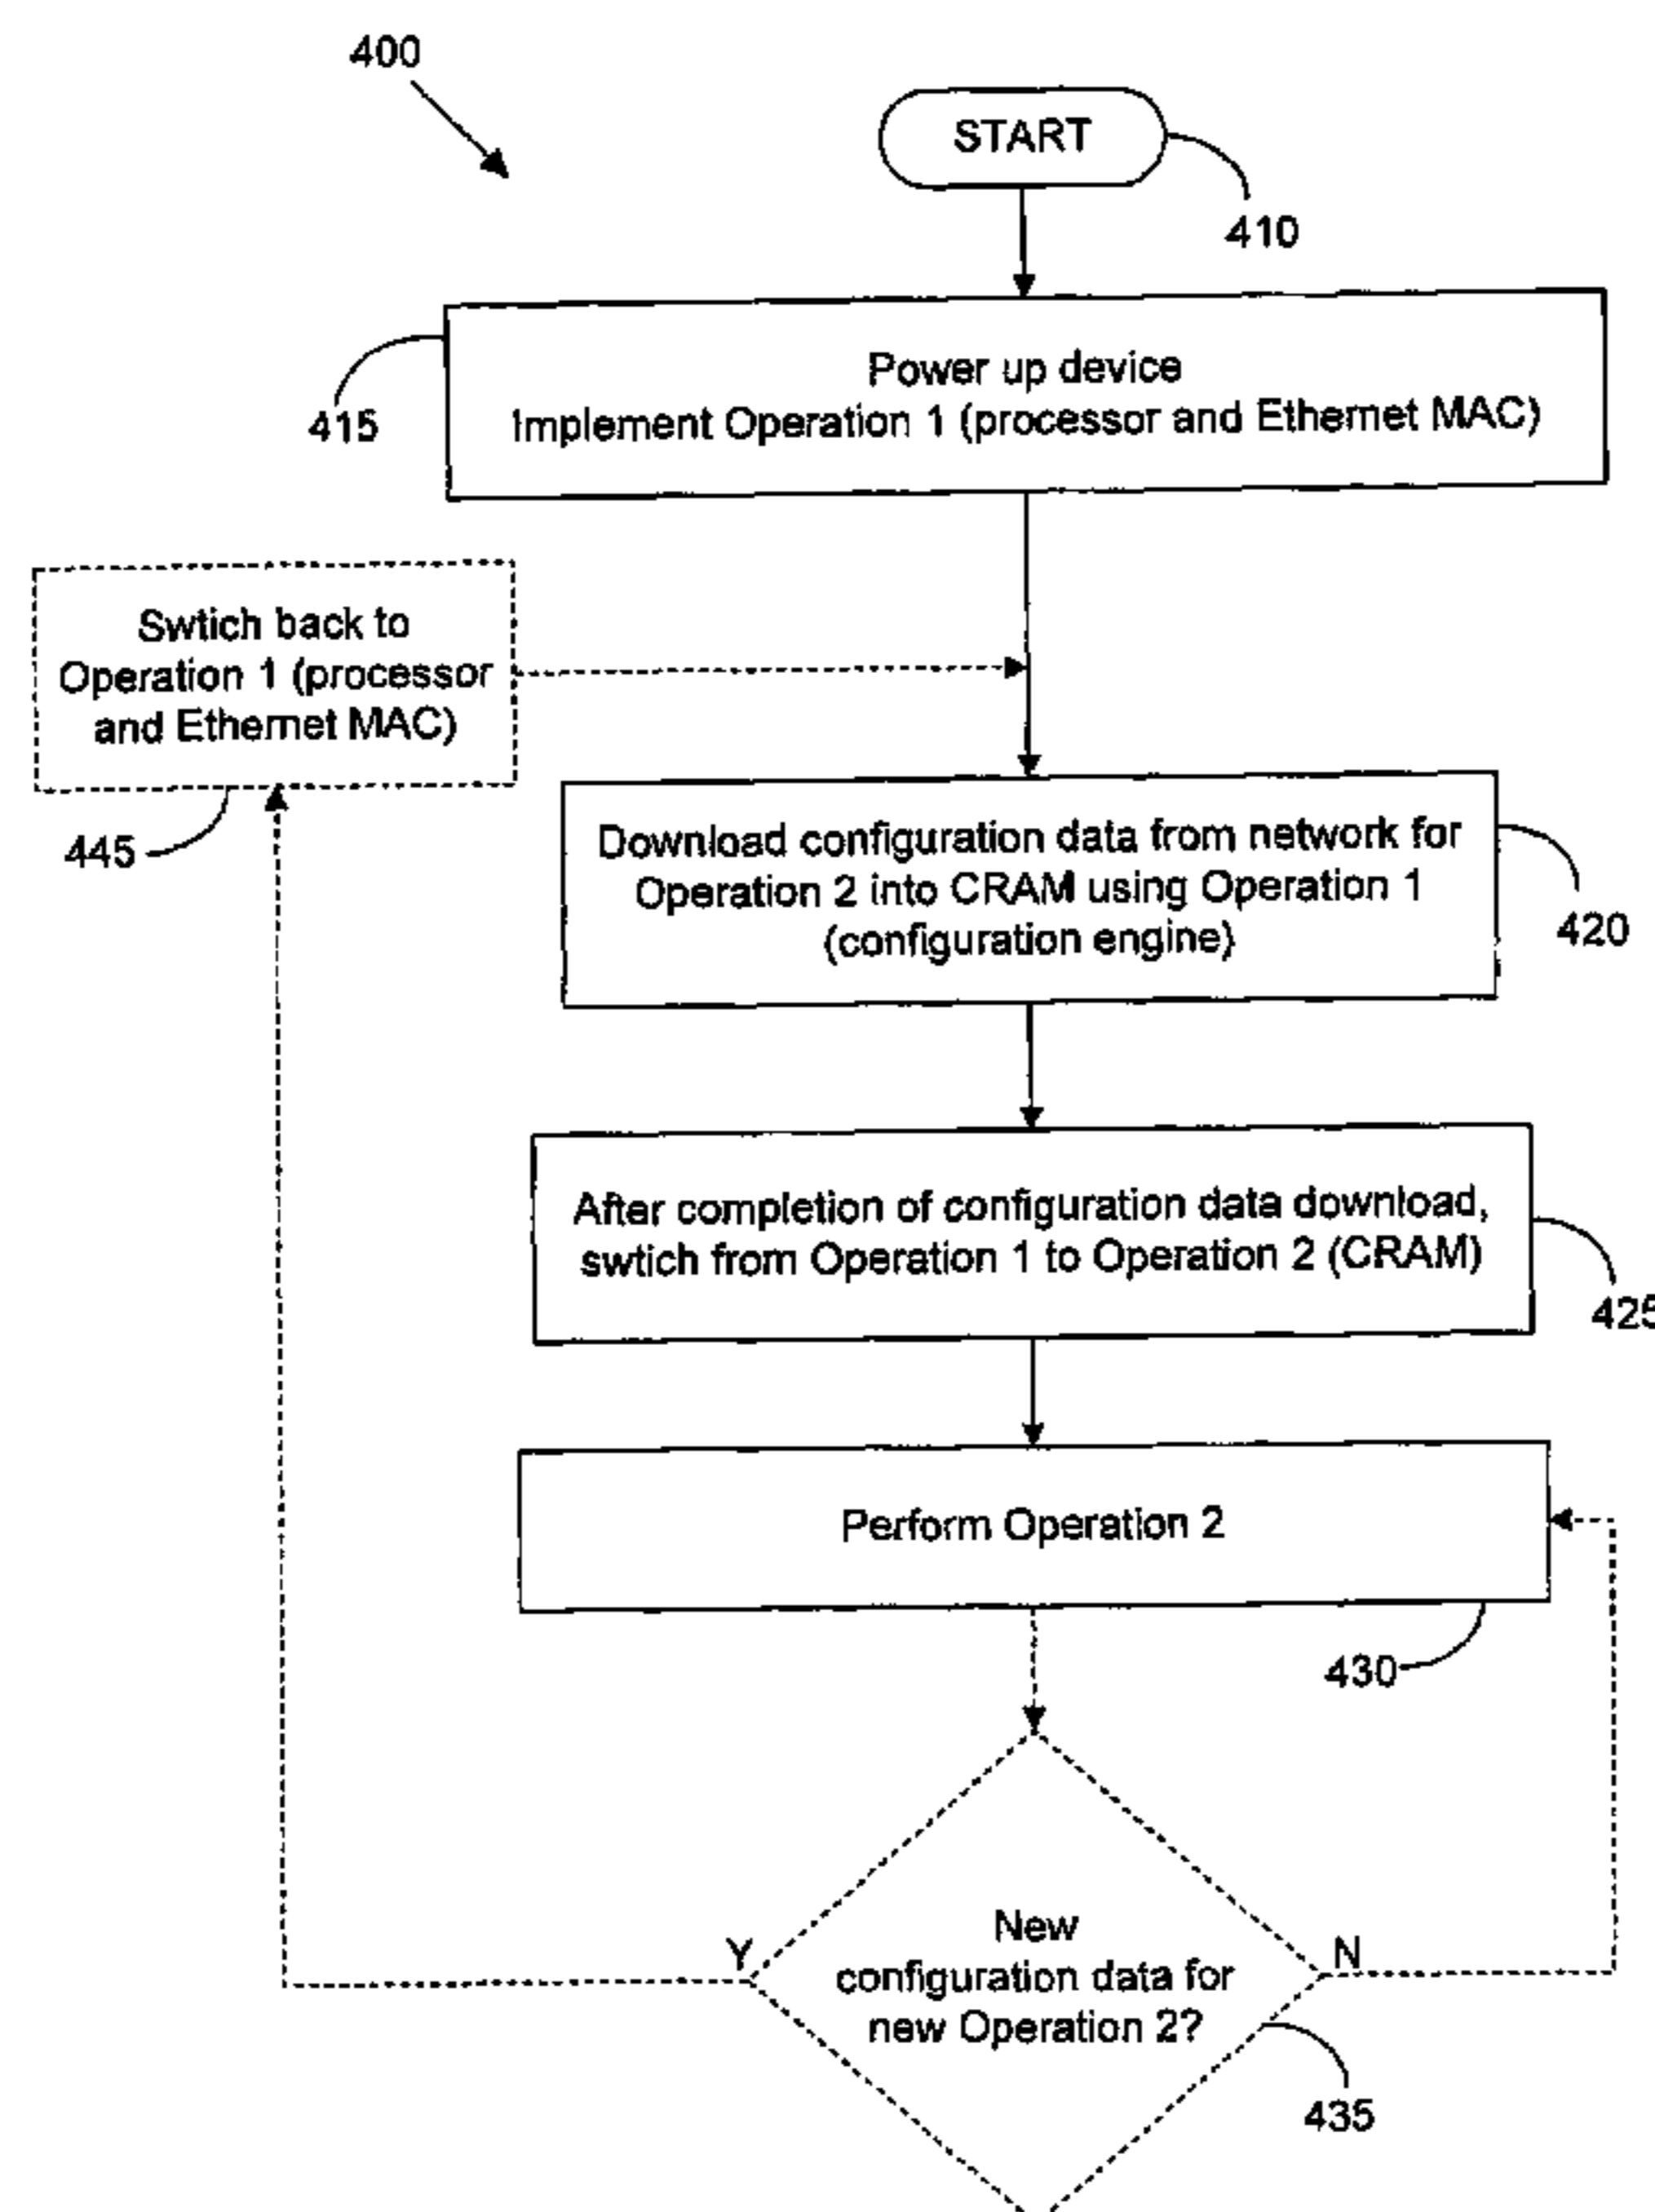 400
START
410
Power up device
Implement Operation 1 (processor and Ethernet MAC)
415
Swtich back to
Operation 1 (processor
and Ethernet MAC)
445
Download configuration data from network for
Operation 2 into CRAM using Operation 1
(configuration engine)
420
After completion of configuration data download,
swtich from Operation 1 to Operation 2 (CRAM)
425
Perform Operation 2
430
Y
New
configuration data for
new Operation 2?
N
435